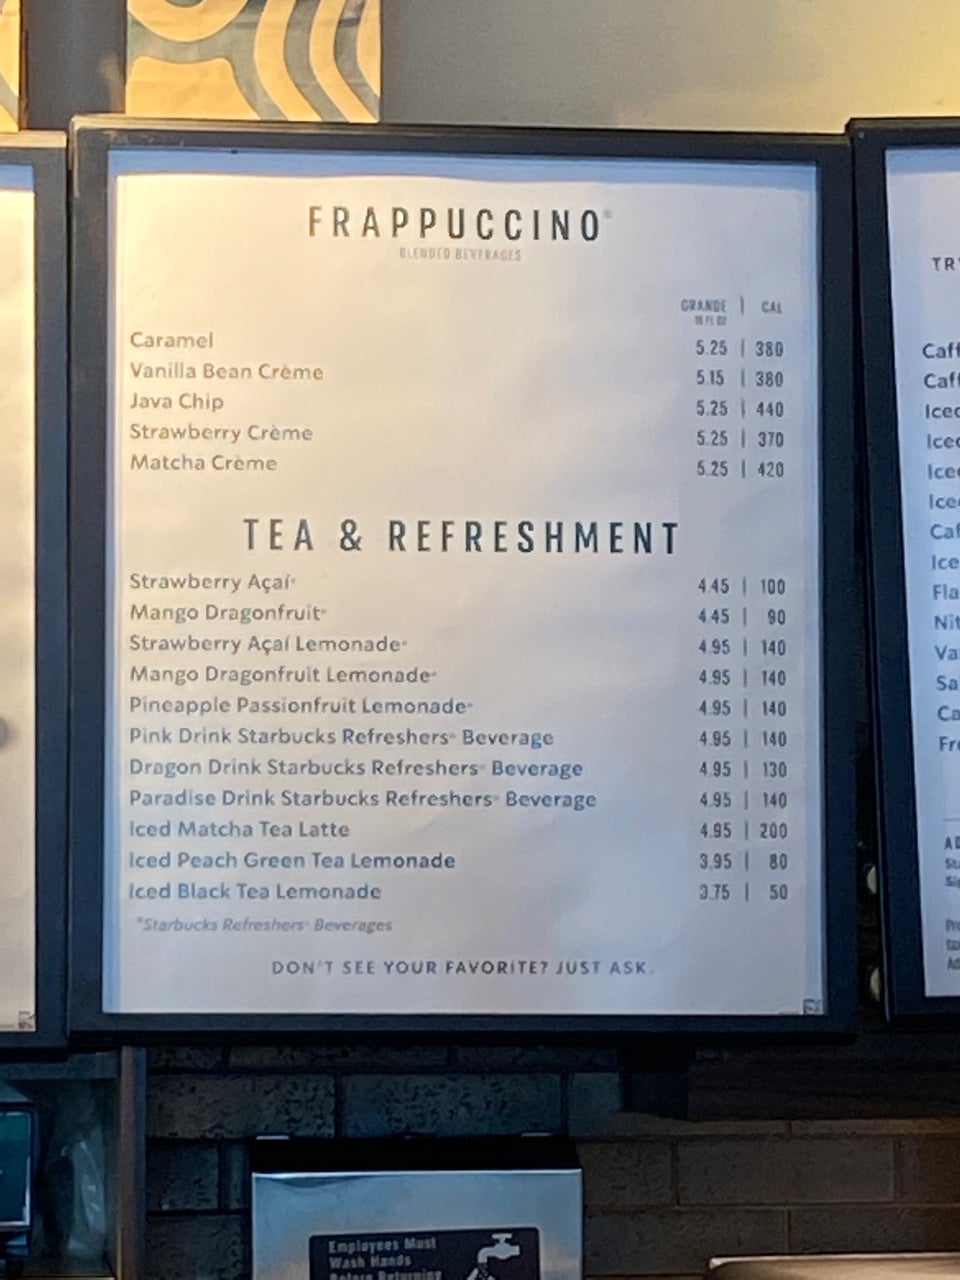 FRAPPUCCINO®
BLENDED BEVERAGES
GRANDE | CAL
16 FL OZ
Caramel 5.25 | 380
Vanilla Bean Crème 5.15 | 380
Java Chip 5.25 | 440
Strawberry Crème 5.25 | 370
Matcha Crème 5.25 | 420
TEA & REFRESHMENT
Strawberry Açaí* 4.45 | 100
Mango Dragonfruit* 4.45 | 90
Strawberry Açaí Lemonade* 4.95 | 140
Mango Dragonfruit Lemonade* 4.95 | 140
Pineapple Passionfruit Lemonade* 4.95 | 140
Pink Drink Starbucks Refreshers® Beverage 4.95 | 140
Dragon Drink Starbucks Refreshers® Beverage 4.95 | 130
Paradise Drink Starbucks Refreshers® Beverage 4.95 | 140
Iced Matcha Tea Latte 4.95 | 200
Iced Peach Green Tea Lemonade 3.95 | 80
Iced Black Tea Lemonade 3.75 | 50
*Starbucks Refreshers® Beverages
DON'T SEE YOUR FAVORITE? JUST ASK.
Employees Must
Wash Hands
Before Returning